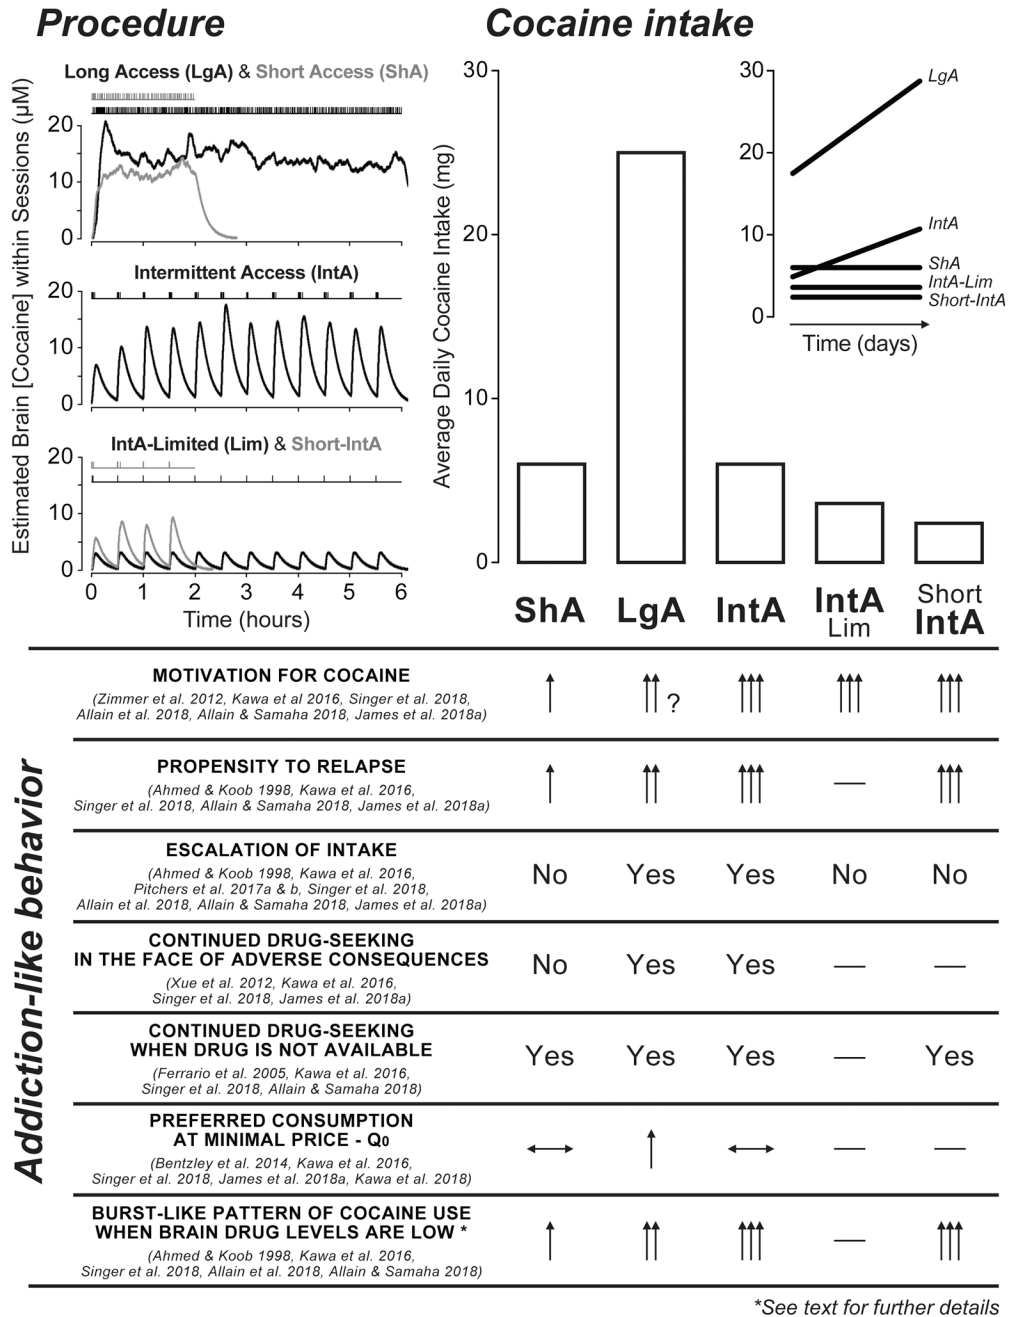 Procedure
Cocaine intake
Long Access (LgA) & Short Access (ShA)
Estimated Brain [Cocaine] within Sessions (µM)
20
10
0
Intermittent Access (IntA)
20
10
0
IntA-Limited (Lim) & Short-IntA
20
10
0
0 1 2 3 4 5 6
Time (hours)
Average Daily Cocaine Intake (mg)
30
20
10
0
30
20
10
0
LgA
IntA
ShA
IntA-Lim
Short-IntA
Time (days)
ShA
LgA
IntA
IntA
Lim
Short
IntA
Addiction-like behavior
MOTIVATION FOR COCAINE
(Zimmer et al. 2012, Kawa et al 2016, Singer et al. 2018,
Allain et al. 2018, Allain & Samaha 2018, James et al. 2018a)
↑ ↑↑ ? ↑↑↑ ↑↑↑ ↑↑↑
PROPENSITY TO RELAPSE
(Ahmed & Koob 1998, Kawa et al. 2016,
Singer et al. 2018, Allain & Samaha 2018, James et al. 2018a)
↑ ↑↑ ↑↑↑ — ↑↑↑
ESCALATION OF INTAKE
(Ahmed & Koob 1998, Kawa et al. 2016,
Pitchers et al. 2017a & b, Singer et al. 2018,
Allain et al. 2018, Allain & Samaha 2018, James et al. 2018a)
No Yes Yes No No
CONTINUED DRUG-SEEKING
IN THE FACE OF ADVERSE CONSEQUENCES
(Xue et al. 2012, Kawa et al. 2016,
Singer et al. 2018, James et al. 2018a)
No Yes Yes — —
CONTINUED DRUG-SEEKING
WHEN DRUG IS NOT AVAILABLE
(Ferrario et al. 2005, Kawa et al. 2016,
Singer et al. 2018, Allain & Samaha 2018)
Yes Yes Yes — Yes
PREFERRED CONSUMPTION
AT MINIMAL PRICE - Q0
(Bentzley et al. 2014, Kawa et al. 2016,
Singer et al. 2018, James et al. 2018a, Kawa et al. 2018)
↔ ↑ ↔ — —
BURST-LIKE PATTERN OF COCAINE USE
WHEN BRAIN DRUG LEVELS ARE LOW *
(Ahmed & Koob 1998, Kawa et al. 2016,
Singer et al. 2018, Allain et al. 2018, Allain & Samaha 2018)
↑ ↑↑ ↑↑↑ — ↑↑↑
*See text for further details